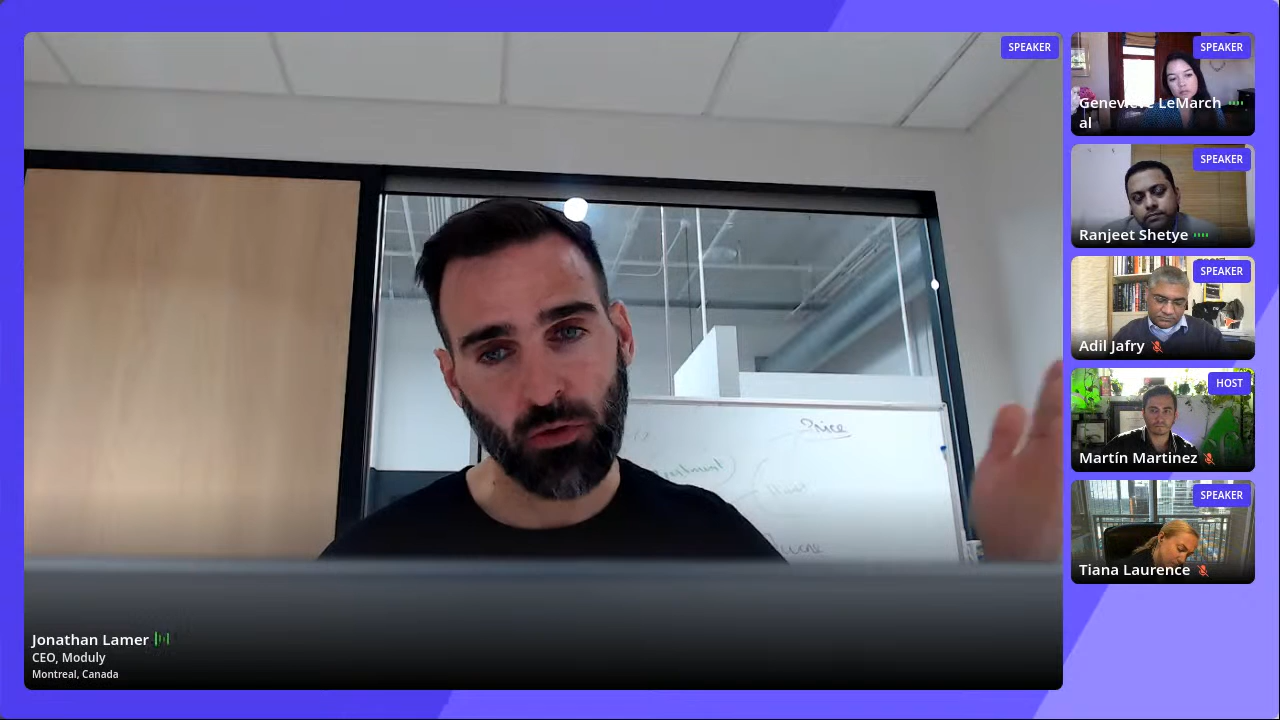 SPEAKER
Price
Jonathan Lamer
CEO, Moduly
Montreal, Canada
SPEAKER
Genevieve LeMarch
al
SPEAKER
Ranjeet Shetye
SPEAKER
Adil Jafry
HOST
Martín Martinez
SPEAKER
Tiana Laurence